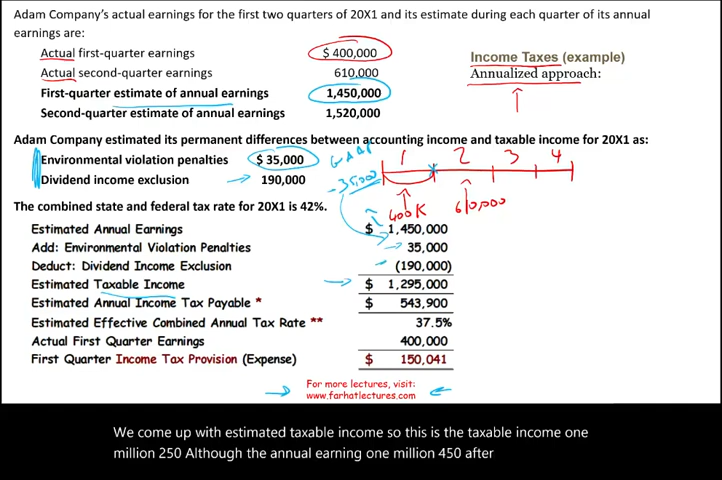 Adam Company's actual earnings for the first two quarters of 20X1 and its estimate during each quarter of its annual
earnings are:
Actual first-quarter earnings $ 400,000
Actual second-quarter earnings 610,000
First-quarter estimate of annual earnings 1,450,000
Second-quarter estimate of annual earnings 1,520,000
Income Taxes (example)
Annualized approach:
Adam Company estimated its permanent differences between accounting income and taxable income for 20X1 as:
Environmental violation penalties $ 35,000
Dividend income exclusion 190,000
GAAP
-35,000
1 2 3 4
400K 610,000
The combined state and federal tax rate for 20X1 is 42%.
Estimated Annual Earnings $ 1,450,000
Add: Environmental Violation Penalties 35,000
Deduct: Dividend Income Exclusion (190,000)
Estimated Taxable Income $ 1,295,000
Estimated Annual Income Tax Payable * $ 543,900
Estimated Effective Combined Annual Tax Rate ** 37.5%
Actual First Quarter Earnings 400,000
First Quarter Income Tax Provision (Expense) $ 150,041
For more lectures, visit:
www.farhatlectures.com
We come up with estimated taxable income so this is the taxable income one
million 250 Although the annual earning one million 450 after